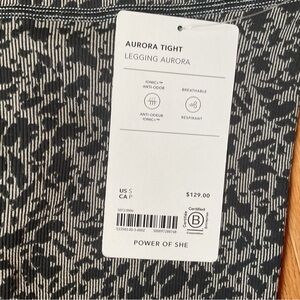 AURORA TIGHT
LEGGING AURORA
IONIC+™
ANTI-ODOR
BREATHABLE
ANTI-ODEUR
IONIC+™
RESPIRANT
US S
CA P
$129.00
Certified
B
Corporation
POWER OF SHE